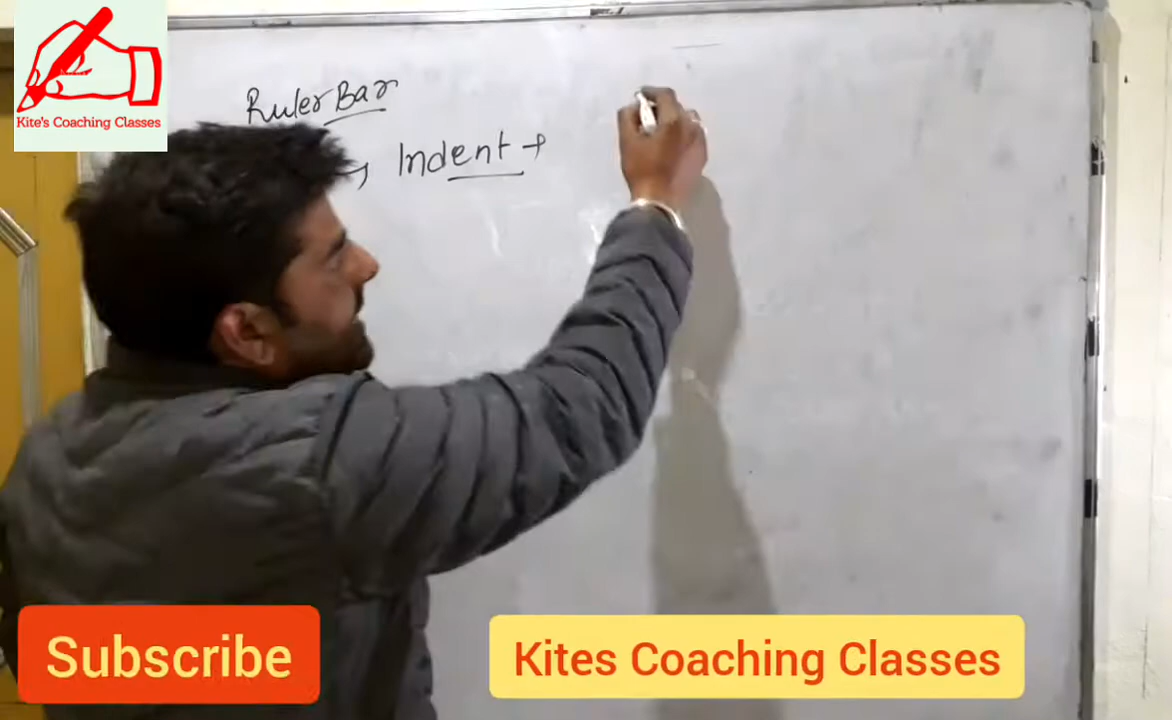 Kite's Coaching Classes
Ruler Bar
Indent →
Subscribe
Kites Coaching Classes